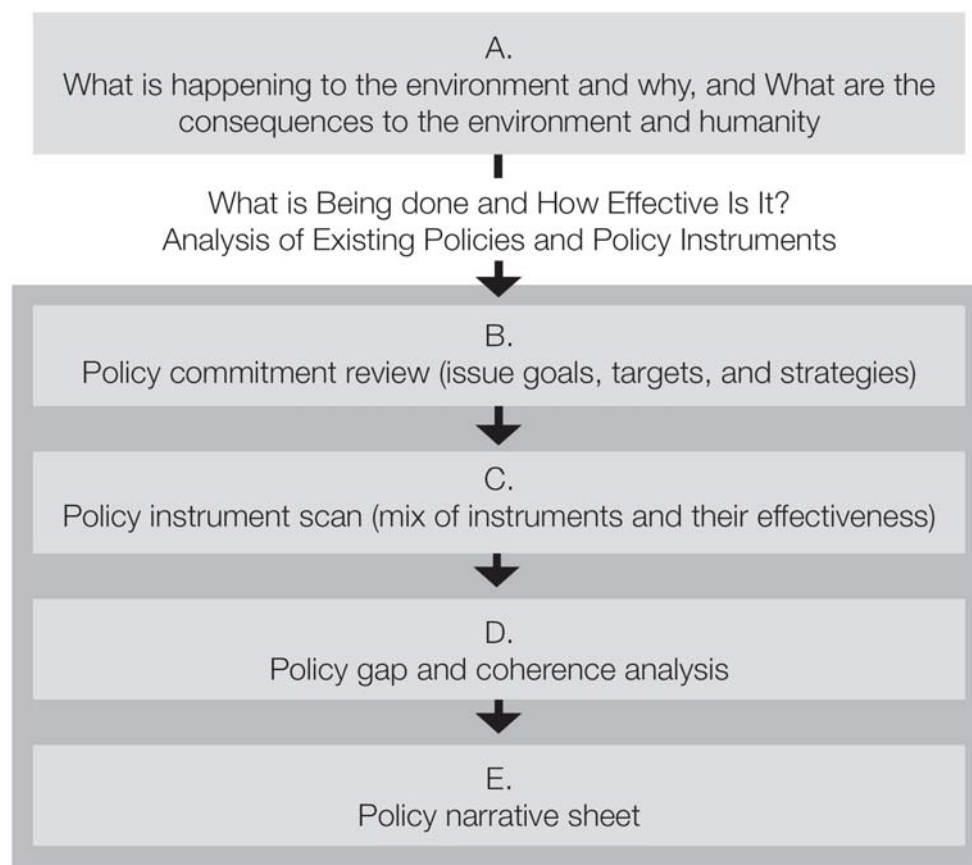 A.
What is happening to the environment and why, and What are the
consequences to the environment and humanity
What is Being done and How Effective Is It?
Analysis of Existing Policies and Policy Instruments
B.
Policy commitment review (issue goals, targets, and strategies)
C.
Policy instrument scan (mix of instruments and their effectiveness)
D.
Policy gap and coherence analysis
E.
Policy narrative sheet